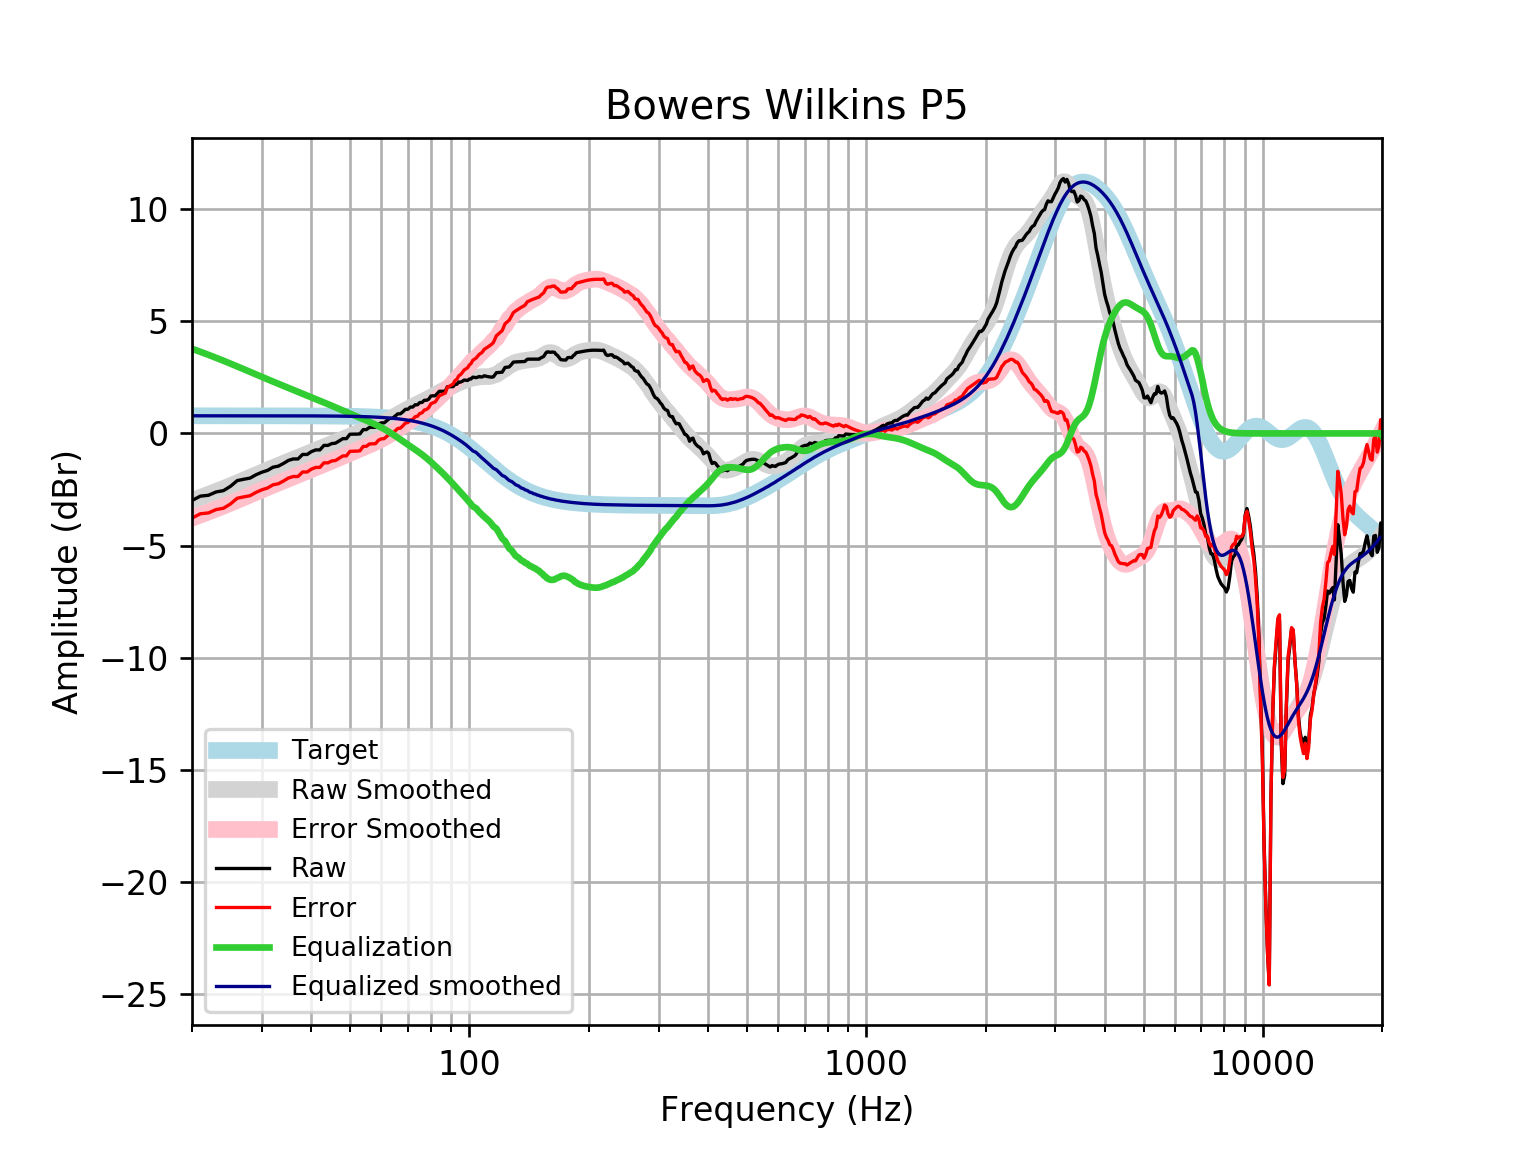 Bowers Wilkins P5
Amplitude (dBr)
10
5
0
−5
−10
−15
−20
−25
Target
Raw Smoothed
Error Smoothed
Raw
Error
Equalization
Equalized smoothed
100 1000 10000
Frequency (Hz)